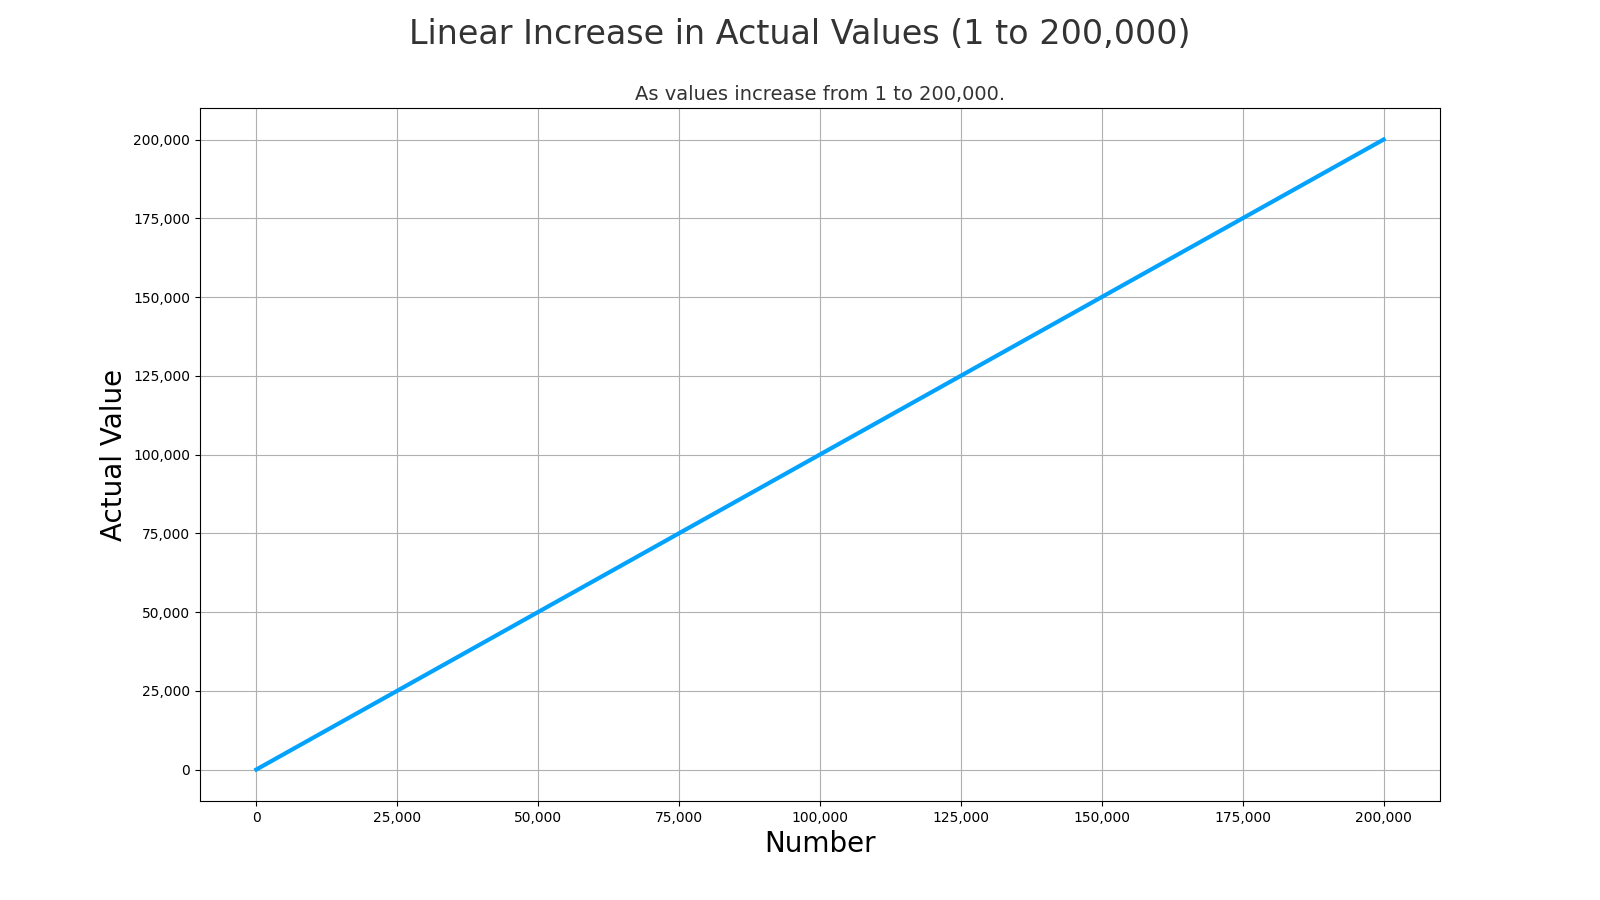 Linear Increase in Actual Values (1 to 200,000)
As values increase from 1 to 200,000.
Actual Value
200,000
175,000
150,000
125,000
100,000
75,000
50,000
25,000
0
0 25,000 50,000 75,000 100,000 125,000 150,000 175,000 200,000
Number